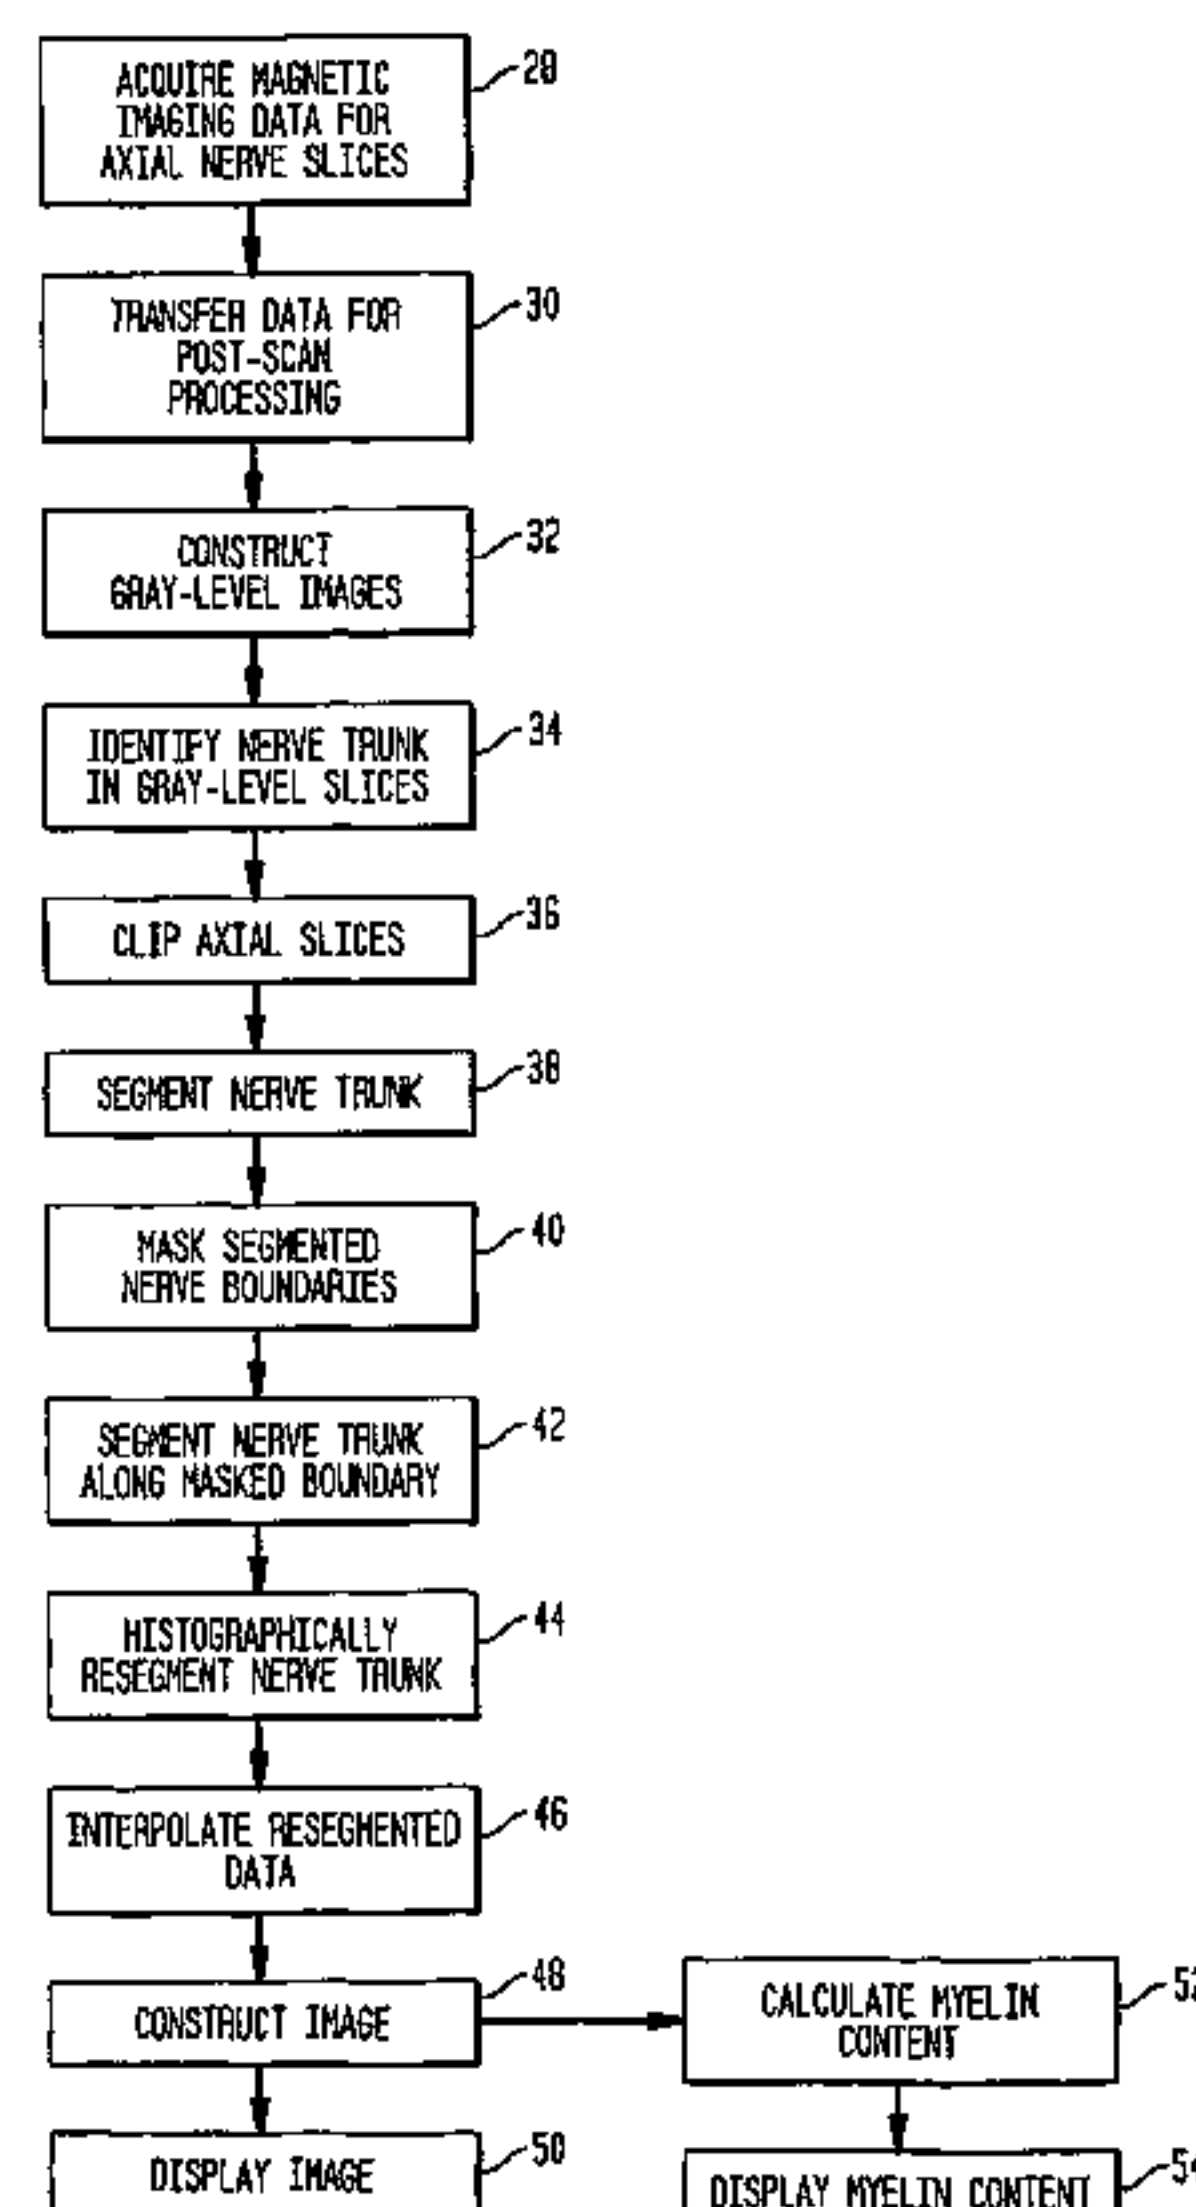 ACQUIRE MAGNETIC
IMAGING DATA FOR
AXIAL NERVE SLICES
28
TRANSFER DATA FOR
POST-SCAN
PROCESSING
30
CONSTRUCT
GRAY-LEVEL IMAGES
32
IDENTIFY NERVE TRUNK
IN GRAY-LEVEL SLICES
34
CLIP AXIAL SLICES
36
SEGMENT NERVE TRUNK
38
MASK SEGMENTED
NERVE BOUNDARIES
40
SEGMENT NERVE TRUNK
ALONG MASKED BOUNDARY
42
HISTOGRAPHICALLY
RESEGMENT NERVE TRUNK
44
INTERPOLATE RESEGMENTED
DATA
46
CONSTRUCT IMAGE
48
CALCULATE MYELIN
CONTENT
52
DISPLAY IMAGE
50
DISPLAY MYELIN CONTENT
54